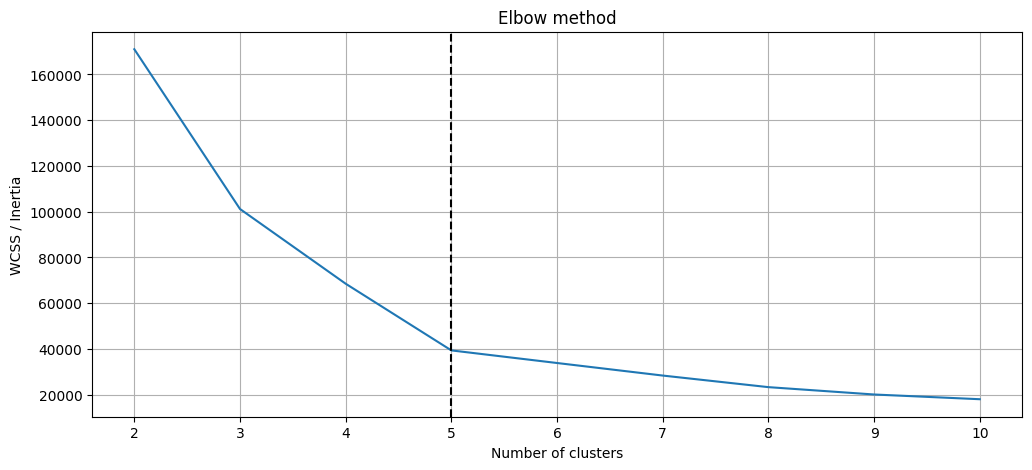 Elbow method
160000
140000
120000
100000
80000
60000
40000
20000
WCSS / Inertia
2 3 4 5 6 7 8 9 10
Number of clusters